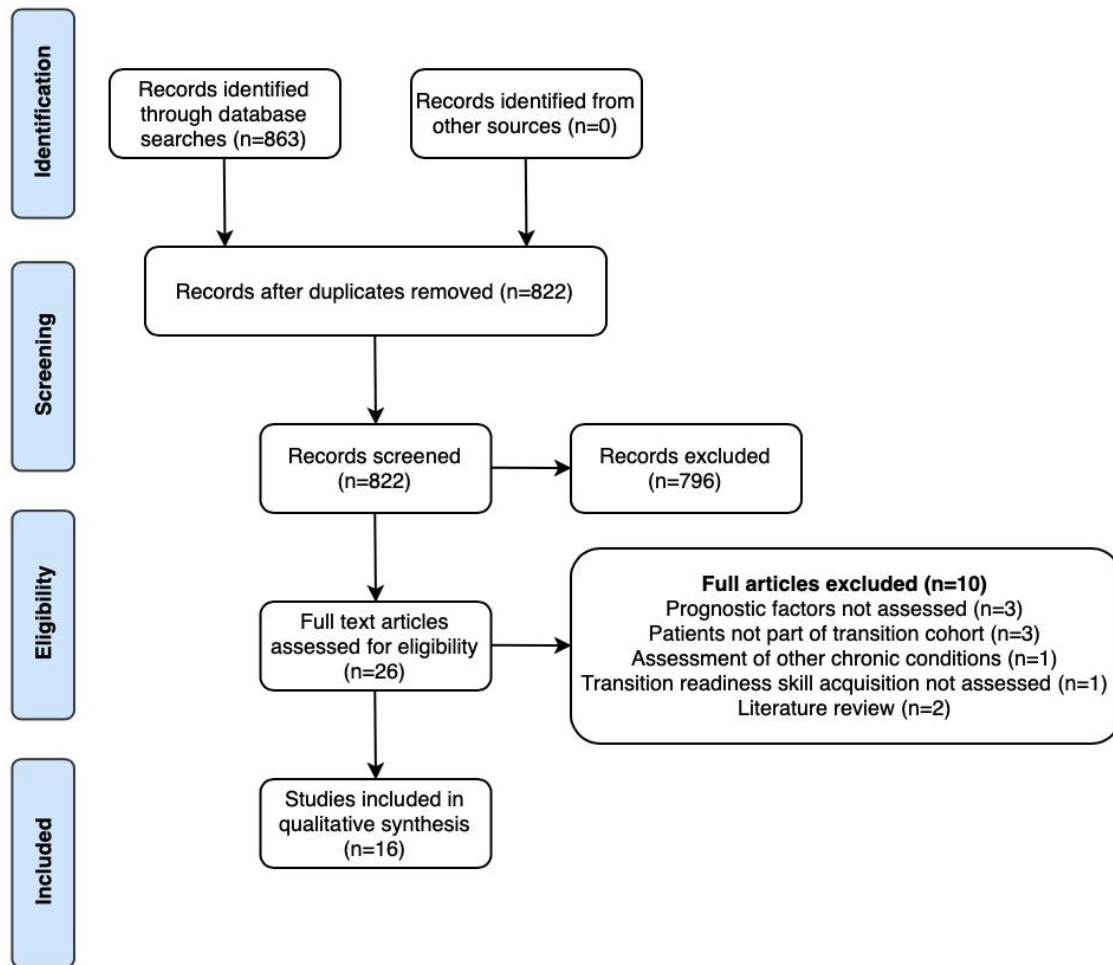 Identification
Records identified
through database
searches (n=863)
Records identified from
other sources (n=0)
Screening
Records after duplicates removed (n=822)
Records screened
(n=822)
Records excluded
(n=796)
Eligibility
Full text articles
assessed for eligibility
(n=26)
Full articles excluded (n=10)
Prognostic factors not assessed (n=3)
Patients not part of transition cohort (n=3)
Assessment of other chronic conditions (n=1)
Transition readiness skill acquisition not assessed (n=1)
Literature review (n=2)
Included
Studies included in
qualitative synthesis
(n=16)